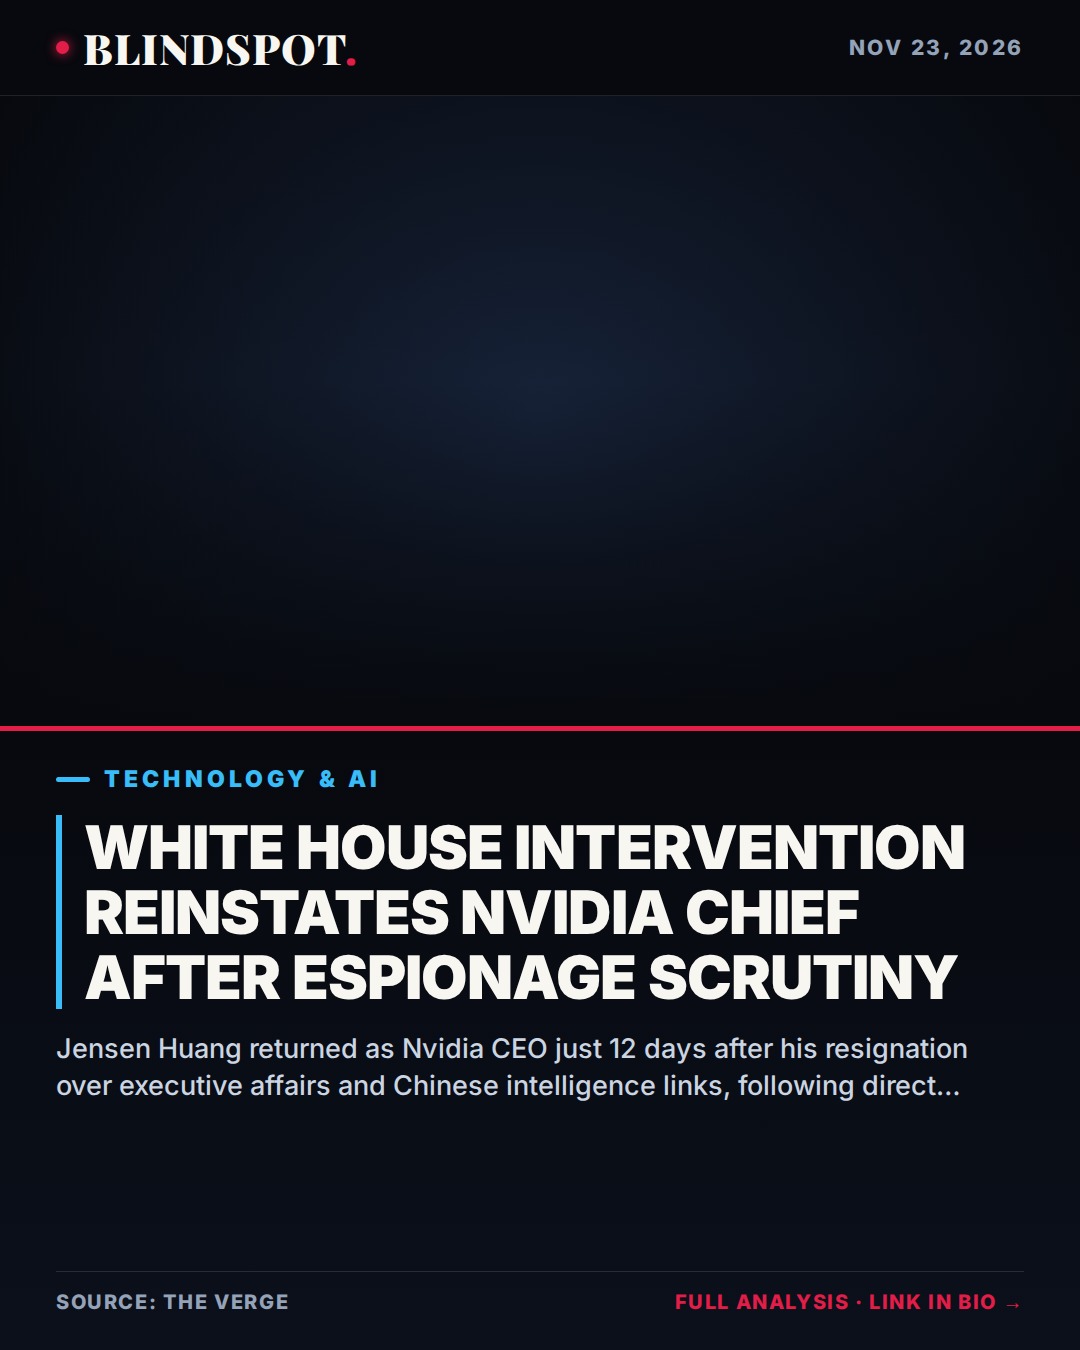 BLINDSPOT.
NOV 23, 2026
TECHNOLOGY & AI
WHITE HOUSE INTERVENTION
REINSTATES NVIDIA CHIEF
AFTER ESPIONAGE SCRUTINY
Jensen Huang returned as Nvidia CEO just 12 days after his resignation
over executive affairs and Chinese intelligence links, following direct...
SOURCE: THE VERGE
FULL ANALYSIS · LINK IN BIO →